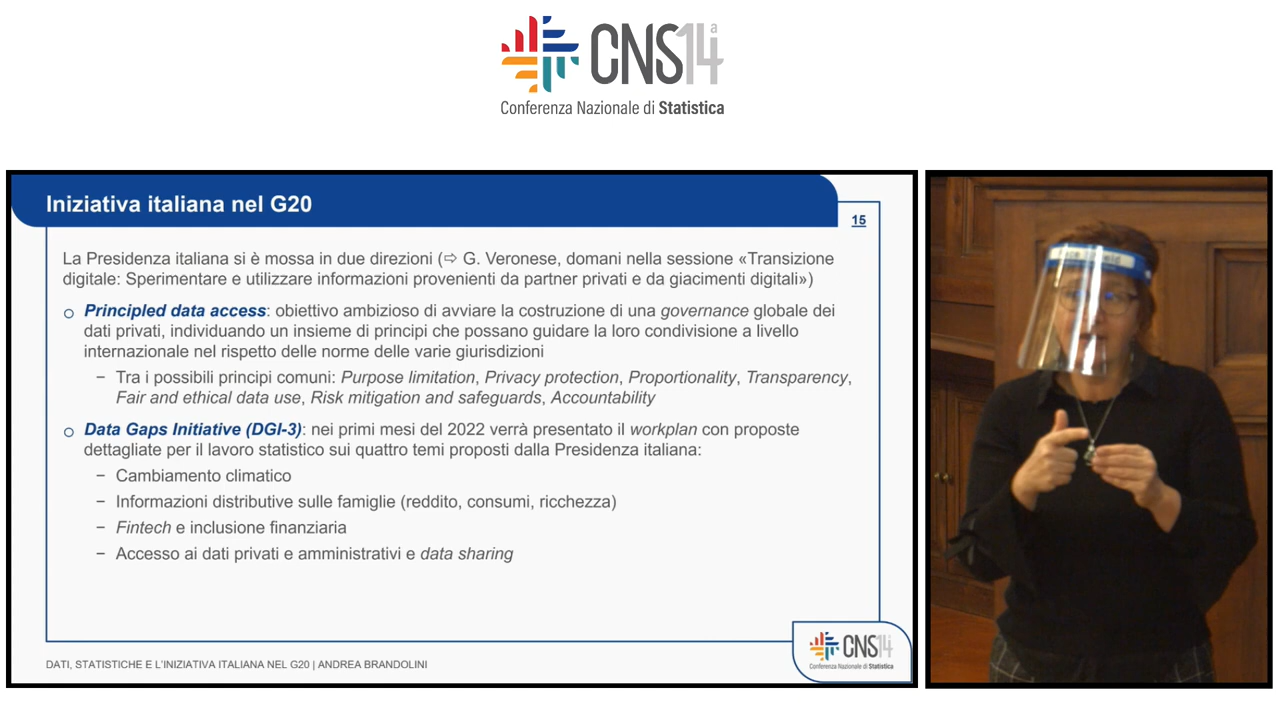 CNS14a
Conferenza Nazionale di Statistica
Iniziativa italiana nel G20
15
La Presidenza italiana si è mossa in due direzioni (⇨ G. Veronese, domani nella sessione «Transizione
digitale: Sperimentare e utilizzare informazioni provenienti da partner privati e da giacimenti digitali»)
o Principled data access: obiettivo ambizioso di avviare la costruzione di una governance globale dei
dati privati, individuando un insieme di principi che possano guidare la loro condivisione a livello
internazionale nel rispetto delle norme delle varie giurisdizioni
− Tra i possibili principi comuni: Purpose limitation, Privacy protection, Proportionality, Transparency,
Fair and ethical data use, Risk mitigation and safeguards, Accountability
o Data Gaps Initiative (DGI-3): nei primi mesi del 2022 verrà presentato il workplan con proposte
dettagliate per il lavoro statistico sui quattro temi proposti dalla Presidenza italiana:
− Cambiamento climatico
− Informazioni distributive sulle famiglie (reddito, consumi, ricchezza)
− Fintech e inclusione finanziaria
− Accesso ai dati privati e amministrativi e data sharing
CNS14
Conferenza Nazionale di Statistica
DATI, STATISTICHE E L'INIZIATIVA ITALIANA NEL G20 | ANDREA BRANDOLINI